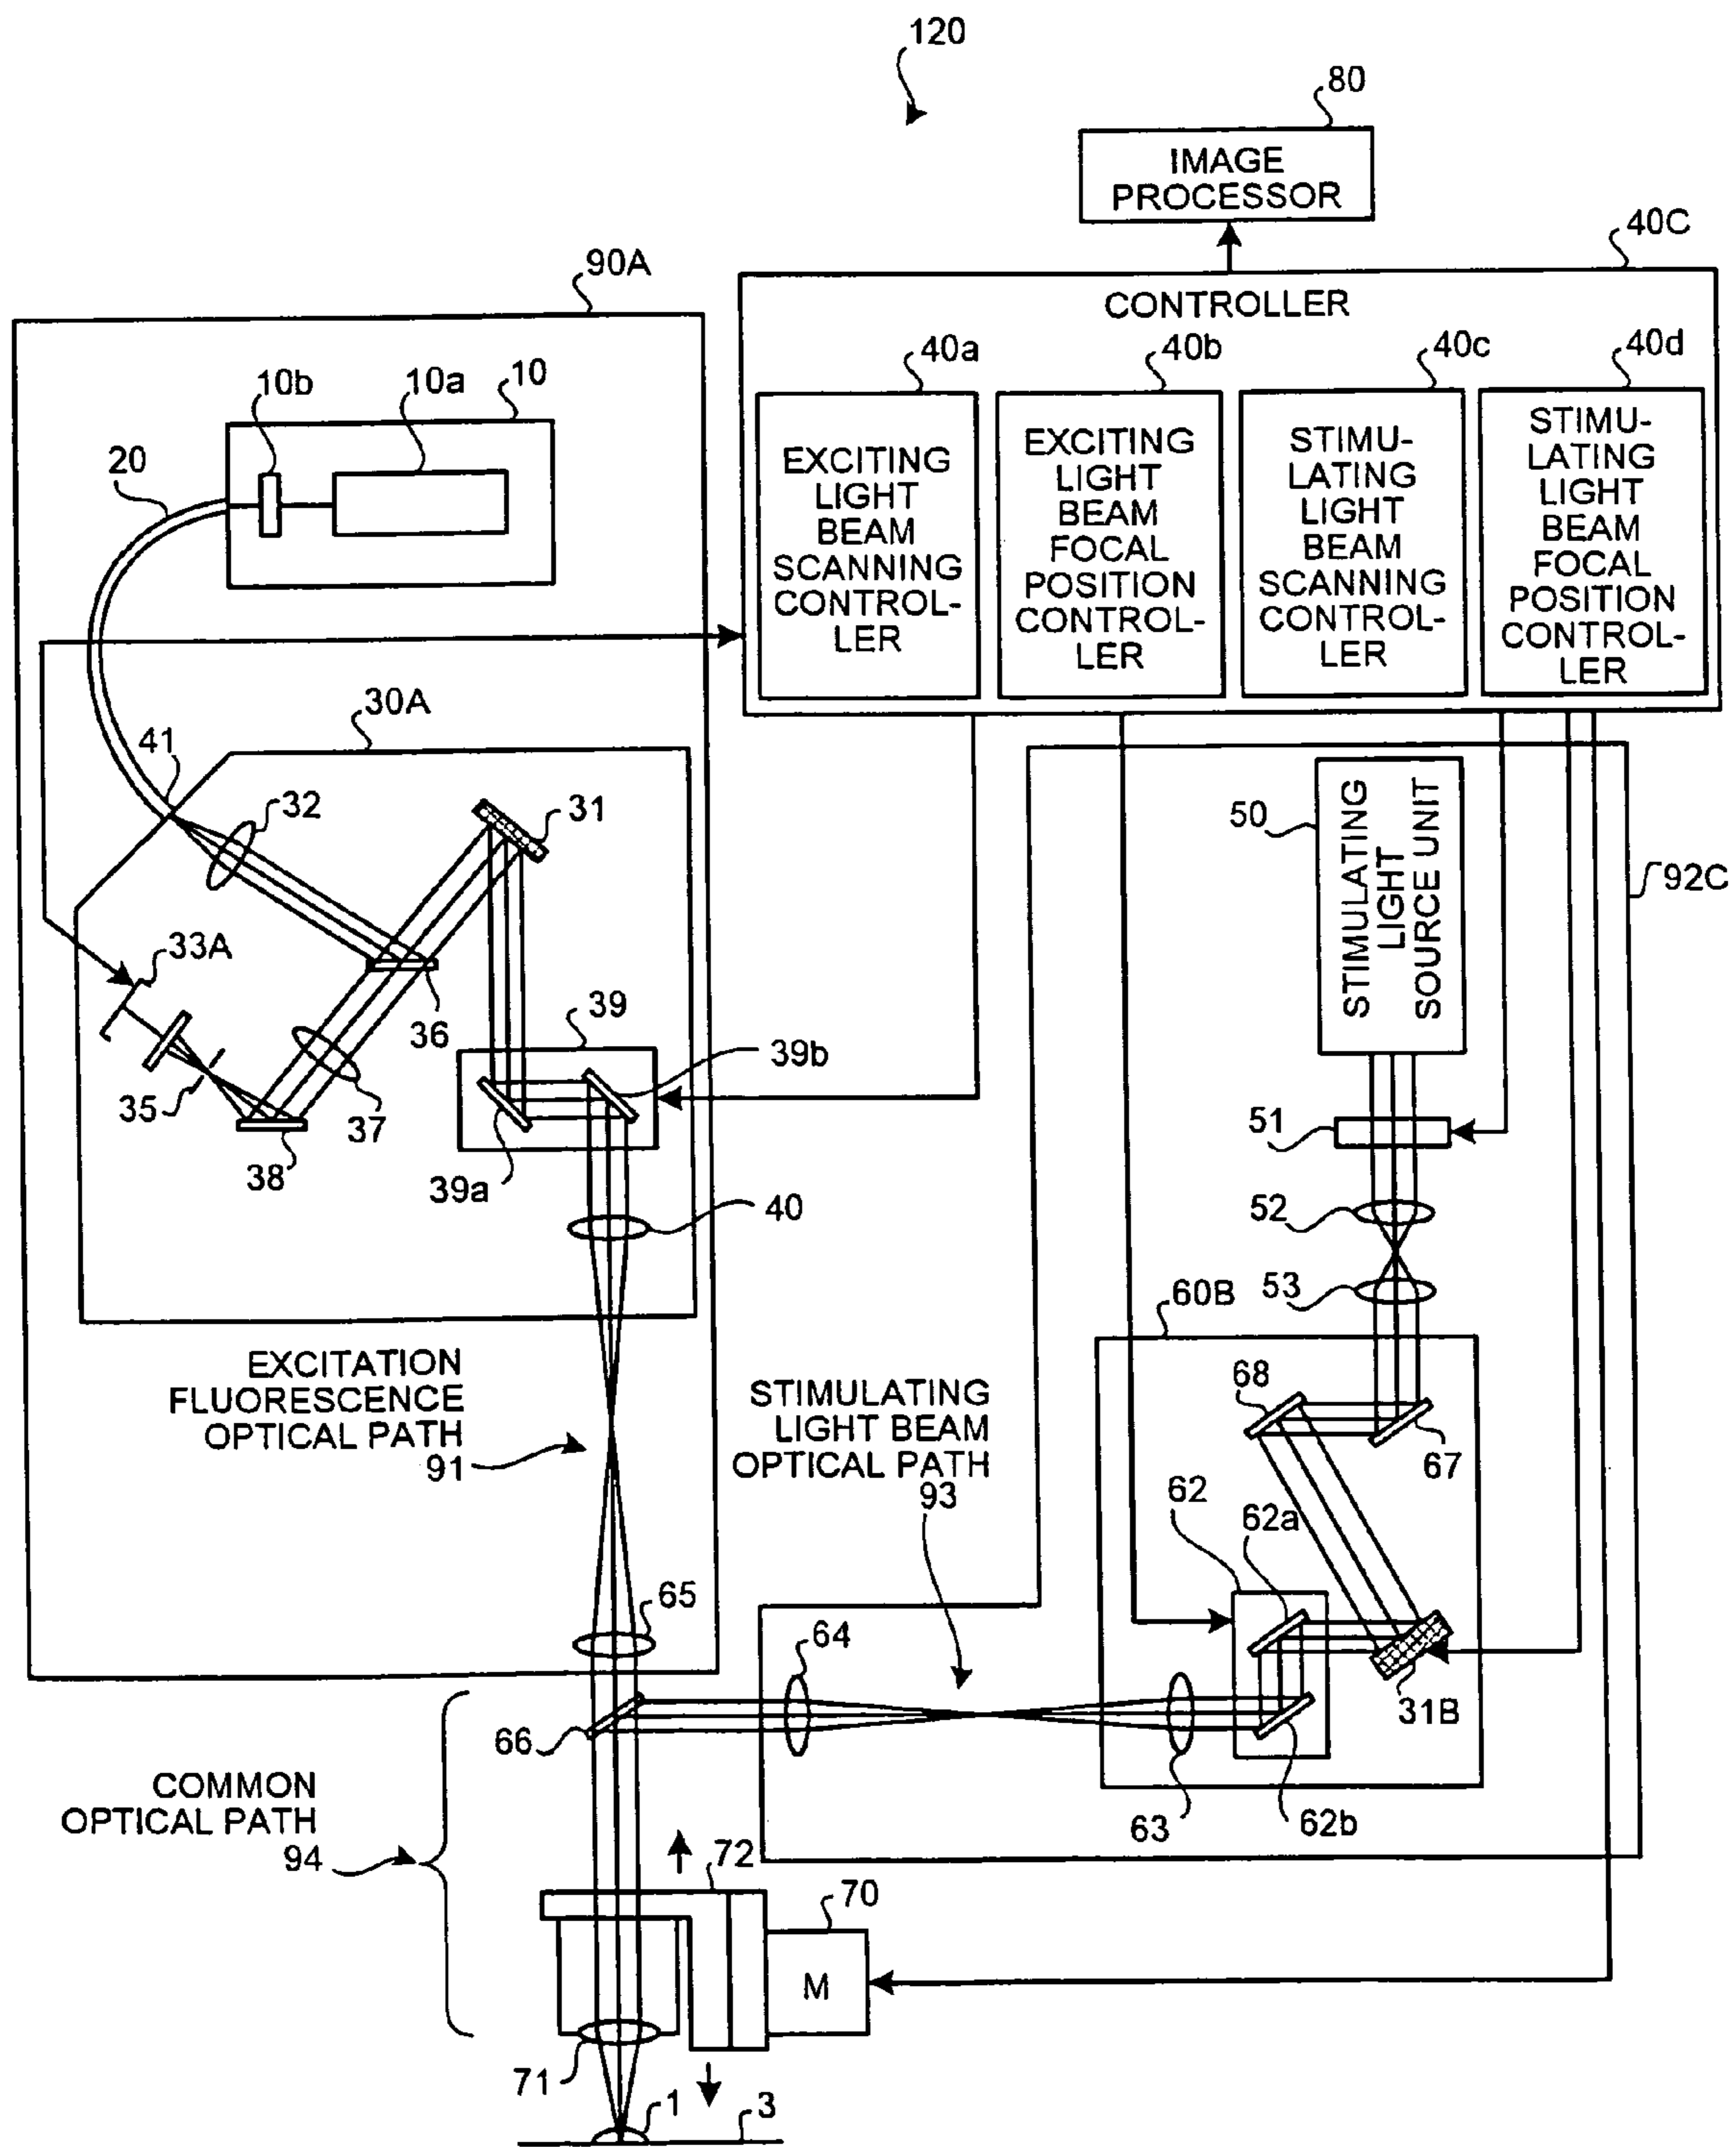 120
80
IMAGE
PROCESSOR
40C
90A
CONTROLLER
40a
40b
40c
40d
EXCITING
LIGHT
BEAM
SCANNING
CONTROL-
LER
EXCITING
LIGHT
BEAM
FOCAL
POSITION
CONTROL-
LER
STIMU-
LATING
LIGHT
BEAM
SCANNING
CONTROL-
LER
STIMU-
LATING
LIGHT
BEAM
FOCAL
POSITION
CONTROL-
LER
10b
10a
10
20
30A
41
32
31
33A
36
39
39b
35
37
38
39a
40
50
STIMULATING
LIGHT
SOURCE UNIT
92C
51
52
53
60B
EXCITATION
FLUORESCENCE
OPTICAL PATH
91
STIMULATING
LIGHT BEAM
OPTICAL PATH
93
68
67
62
62a
65
64
66
31B
63
62b
COMMON
OPTICAL PATH
94
72
70
M
71
1
3